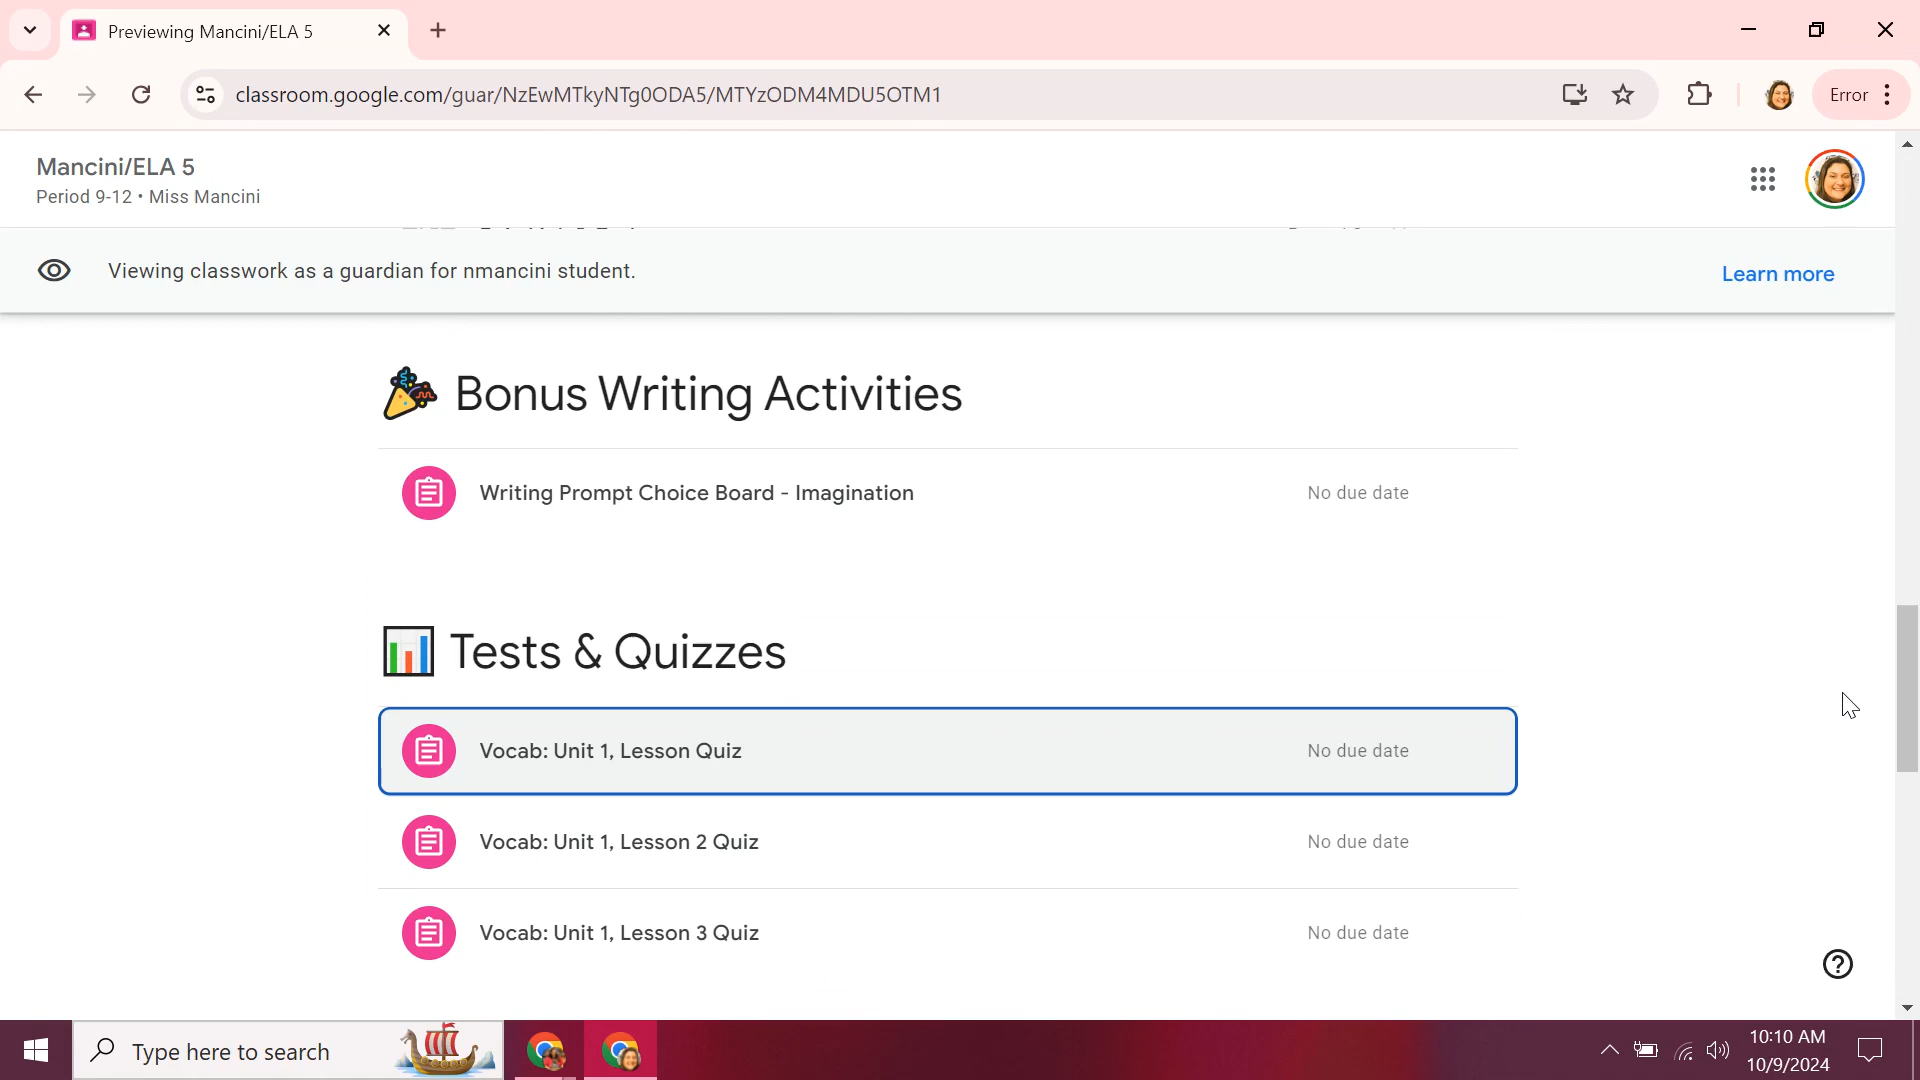 Previewing Mancini/ELA 5
classroom.google.com/guar/NzEwMTkyNTg0ODA5/MTYzODM4MDU5OTM1
Error
Mancini/ELA 5
Period 9-12 • Miss Mancini
Viewing classwork as a guardian for nmancini student.
Learn more
Bonus Writing Activities
Writing Prompt Choice Board - Imagination
No due date
Tests & Quizzes
Vocab: Unit 1, Lesson Quiz
No due date
Vocab: Unit 1, Lesson 2 Quiz
No due date
Vocab: Unit 1, Lesson 3 Quiz
No due date
Type here to search
10:10 AM
10/9/2024